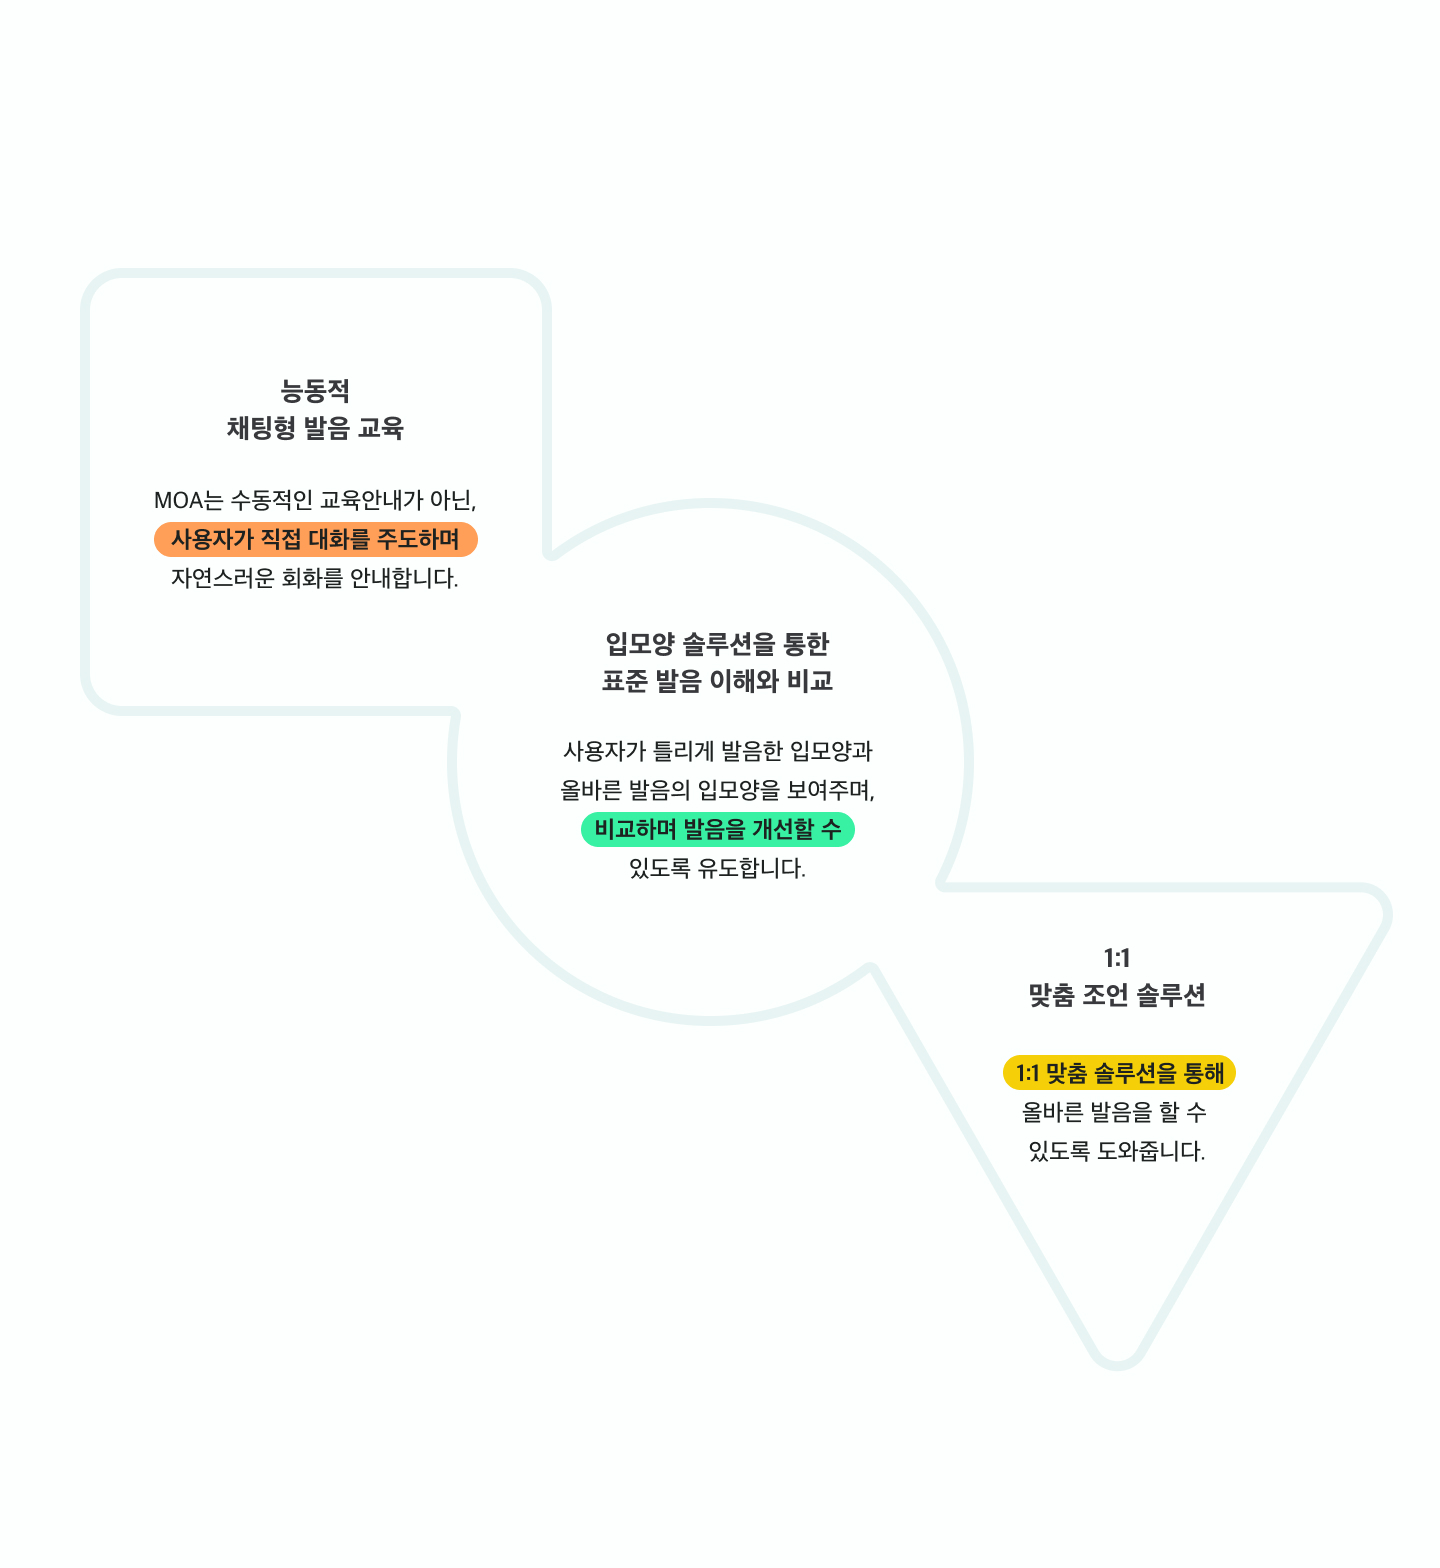 능동적
채팅형 발음 교육
MOA는 수동적인 교육안내가 아닌,
사용자가 직접 대화를 주도하며
자연스러운 회화를 안내합니다.
입모양 솔루션을 통한
표준 발음 이해와 비교
사용자가 틀리게 발음한 입모양과
올바른 발음의 입모양을 보여주며,
비교하며 발음을 개선할 수
있도록 유도합니다.
1:1
맞춤 조언 솔루션
1:1 맞춤 솔루션을 통해
올바른 발음을 할 수
있도록 도와줍니다.